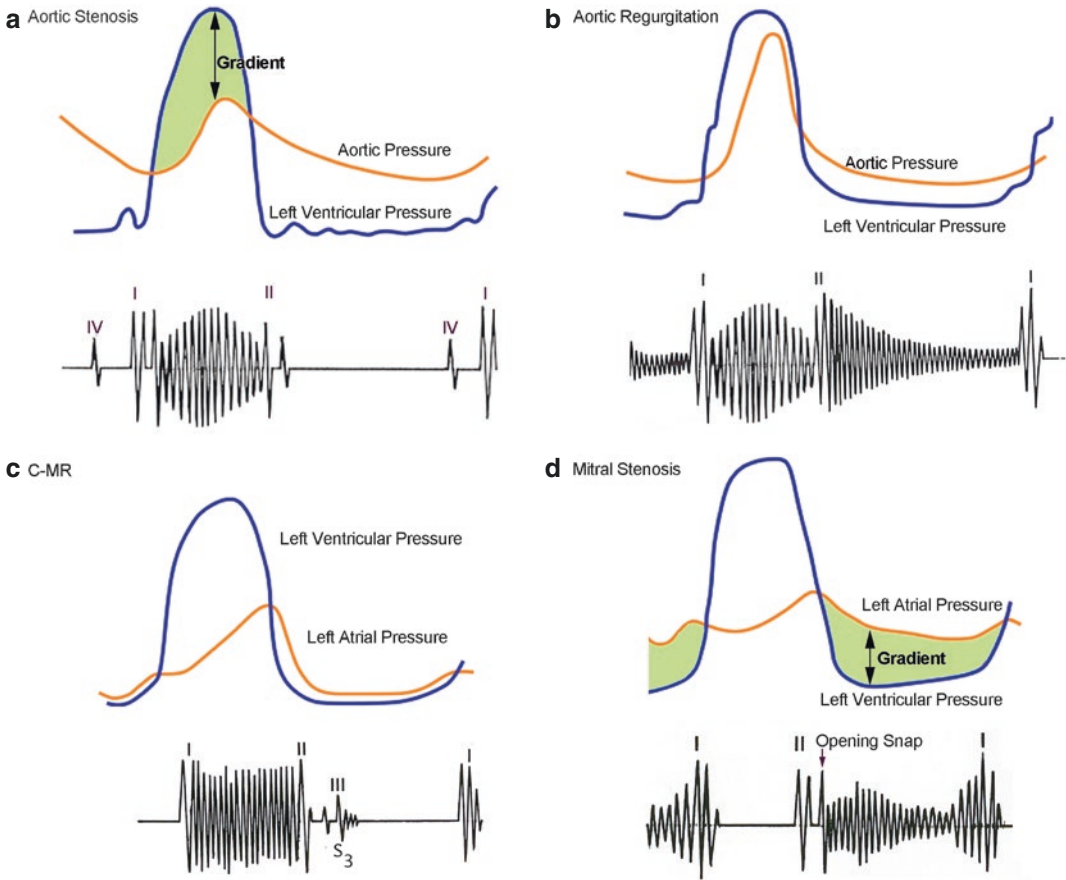 a Aortic Stenosis
Gradient
Aortic Pressure
Left Ventricular Pressure
IV I II IV I
b Aortic Regurgitation
Aortic Pressure
Left Ventricular Pressure
I II I
c C-MR
Left Ventricular Pressure
Left Atrial Pressure
I II III I
S3
d Mitral Stenosis
Left Atrial Pressure
Gradient
Left Ventricular Pressure
I II Opening Snap I